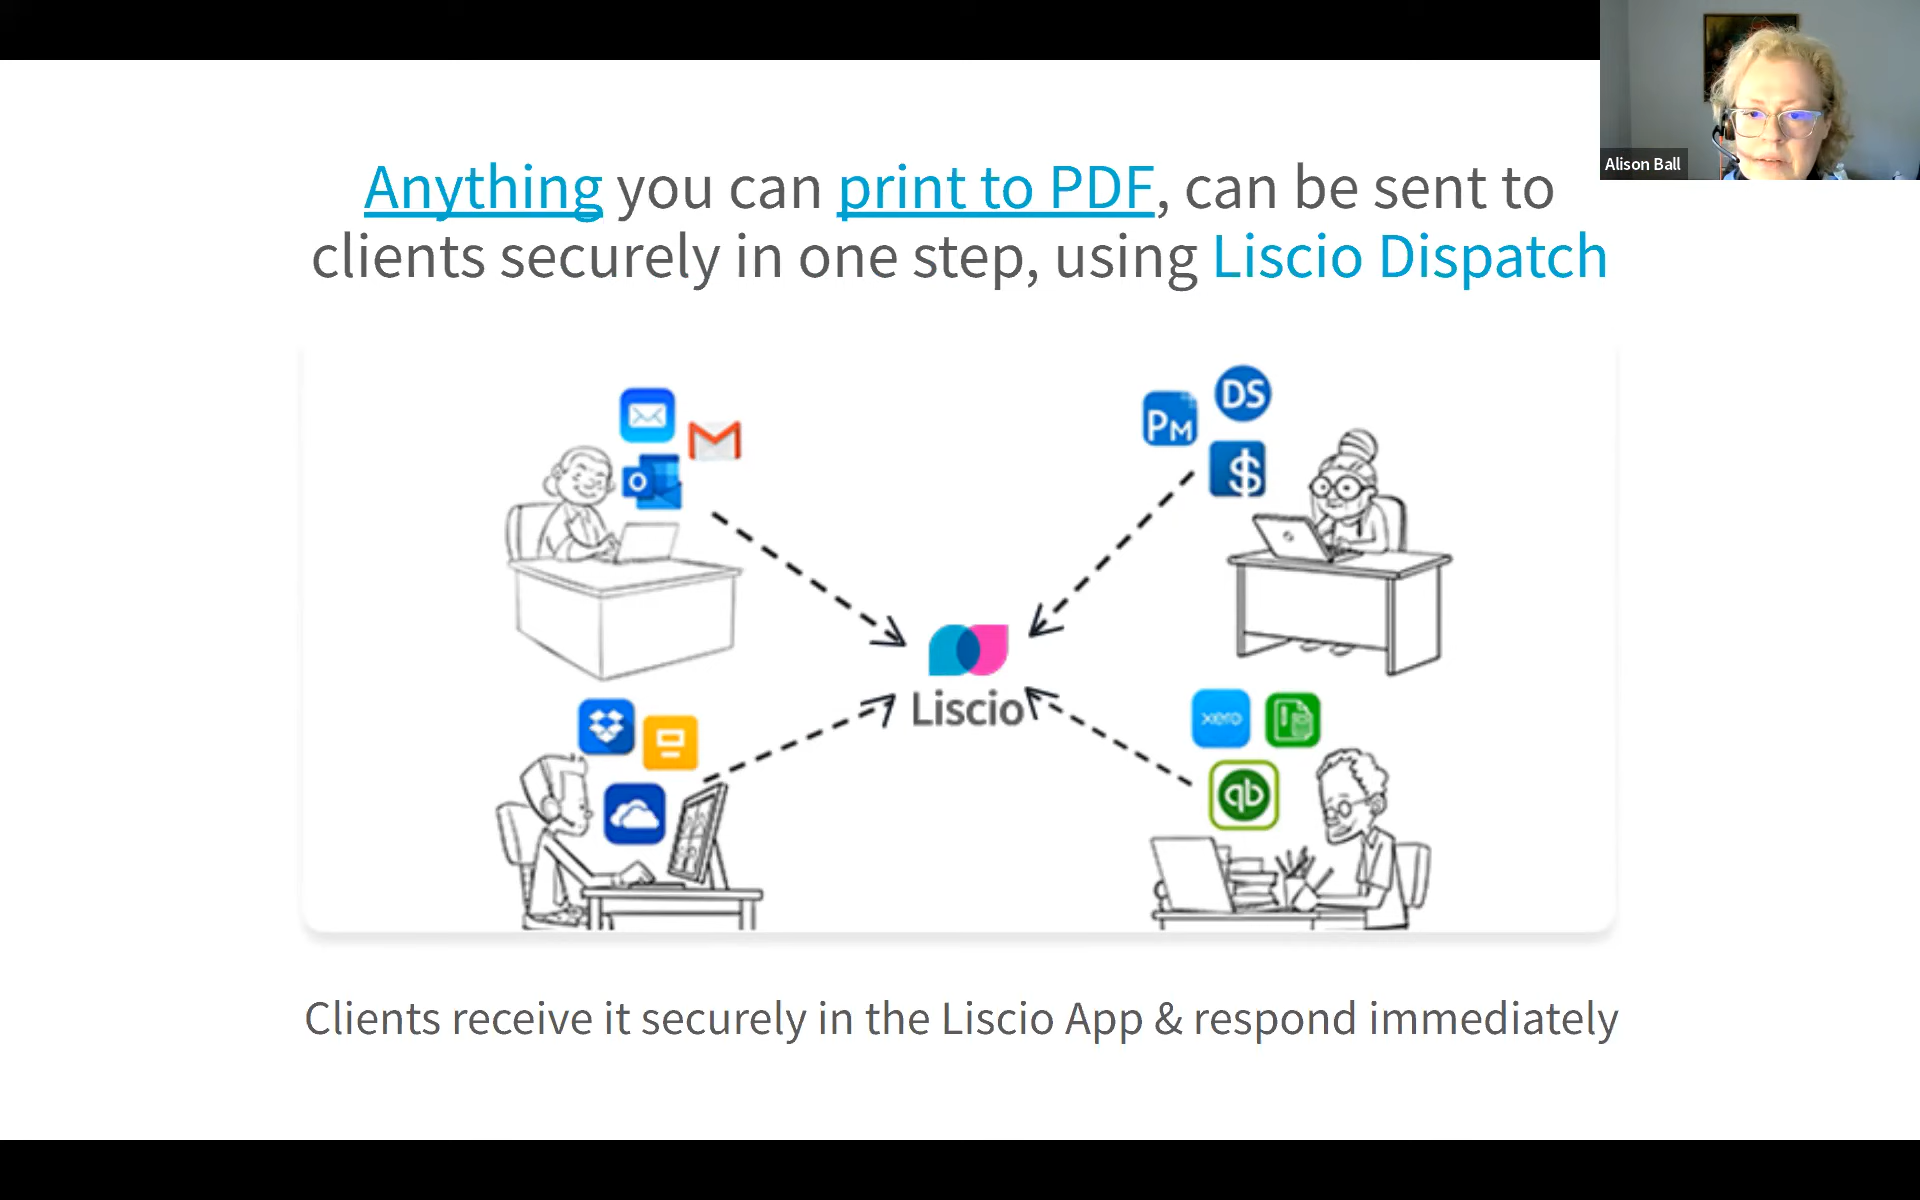 Alison Ball
Anything you can print to PDF, can be sent to
clients securely in one step, using Liscio Dispatch
DS
PM
O
$
Liscio
xero
qb
Clients receive it securely in the Liscio App & respond immediately